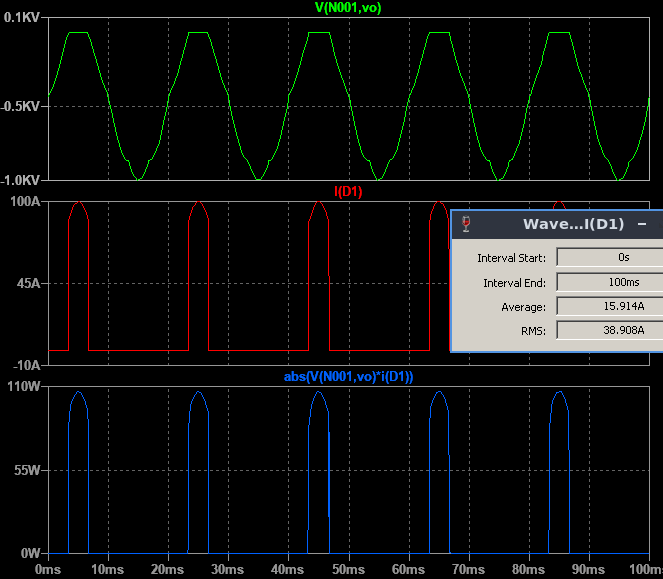 V(N001,vo)
0.1KV
-0.5KV
-1.0KV
I(D1)
100A
45A
-10A
Wave...I(D1) −
Interval Start: 0s
Interval End: 100ms
Average: 15.914A
RMS: 38.908A
abs(V(N001,vo)*i(D1))
110W
55W
0W
0ms 10ms 20ms 30ms 40ms 50ms 60ms 70ms 80ms 90ms 100ms